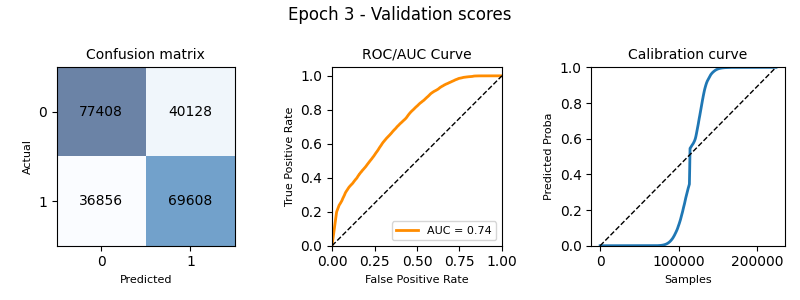 Epoch 3 - Validation scores
Confusion matrix
0
77408 40128
1
36856 69608
Actual
0 1
Predicted
ROC/AUC Curve
1.0
0.8
0.6
0.4
0.2
0.0
True Positive Rate
AUC = 0.74
0.00 0.25 0.50 0.75 1.00
False Positive Rate
Calibration curve
1.0
0.8
0.6
0.4
0.2
0.0
Predicted Proba
0 100000 200000
Samples